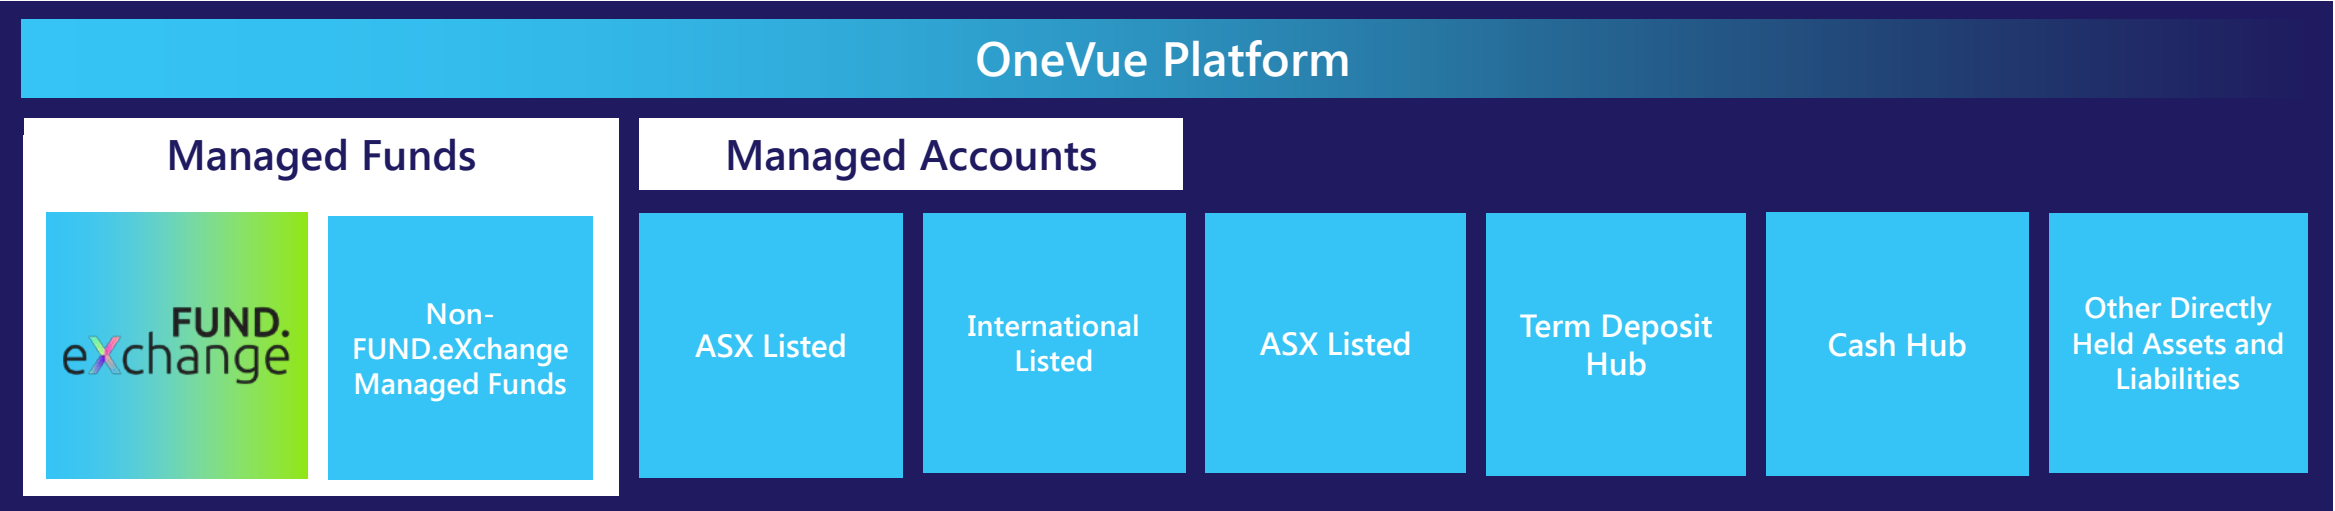 OneVue Platform
Managed Funds
Managed Accounts
FUND.
eXchange
Non-
FUND.eXchange
Managed Funds
ASX Listed
International
Listed
ASX Listed
Term Deposit
Hub
Cash Hub
Other Directly
Held Assets and
Liabilities